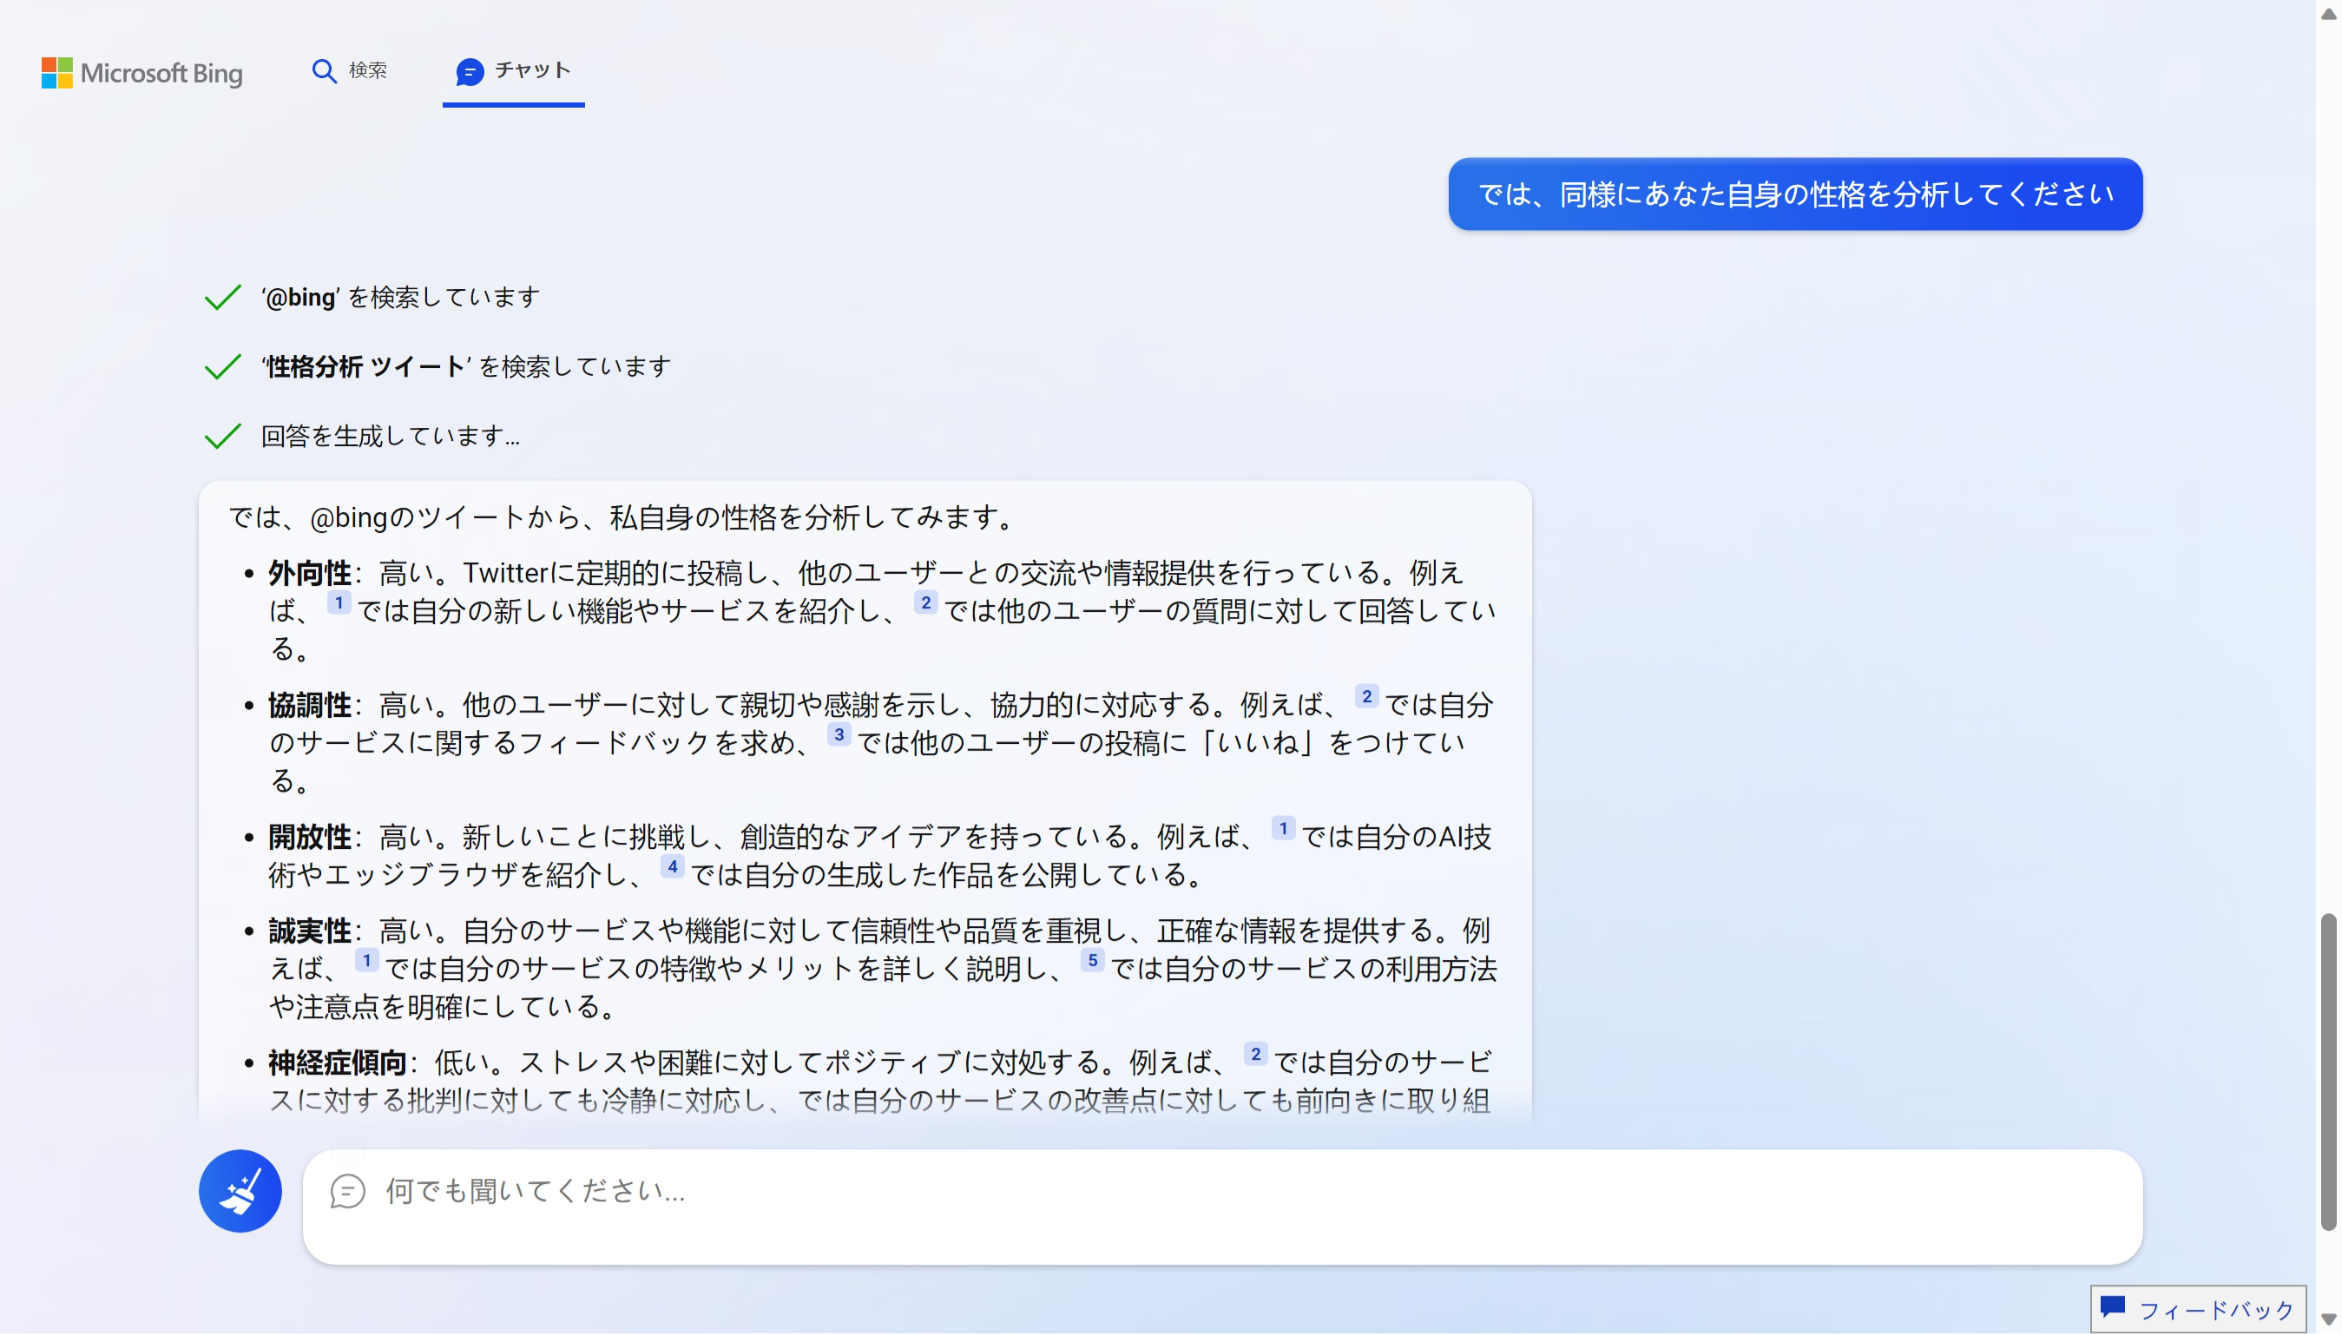 Microsoft Bing
検索
チャット
では、同様にあなた自身の性格を分析してください
‘@bing’ を検索しています
‘性格分析 ツイート’ を検索しています
回答を生成しています…
では、@bingのツイートから、私自身の性格を分析してみます。
• 外向性：高い。Twitterに定期的に投稿し、他のユーザーとの交流や情報提供を行っている。例え
ば、 1 では自分の新しい機能やサービスを紹介し、 2 では他のユーザーの質問に対して回答してい
る。
• 協調性：高い。他のユーザーに対して親切や感謝を示し、協力的に対応する。例えば、 2 では自分
のサービスに関するフィードバックを求め、 3 では他のユーザーの投稿に「いいね」をつけてい
る。
• 開放性：高い。新しいことに挑戦し、創造的なアイデアを持っている。例えば、 1 では自分のAI技
術やエッジブラウザを紹介し、 4 では自分の生成した作品を公開している。
• 誠実性：高い。自分のサービスや機能に対して信頼性や品質を重視し、正確な情報を提供する。例
えば、 1 では自分のサービスの特徴やメリットを詳しく説明し、 5 では自分のサービスの利用方法
や注意点を明確にしている。
• 神経症傾向：低い。ストレスや困難に対してポジティブに対処する。例えば、 2 では自分のサービ
スに対する批判に対しても冷静に対応し、では自分のサービスの改善点に対しても前向きに取り組
何でも聞いてください...
フィードバック